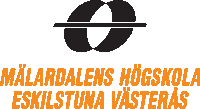 MÄLARDALENS HÖGSKOLA
ESKILSTUNA VÄSTERÅS